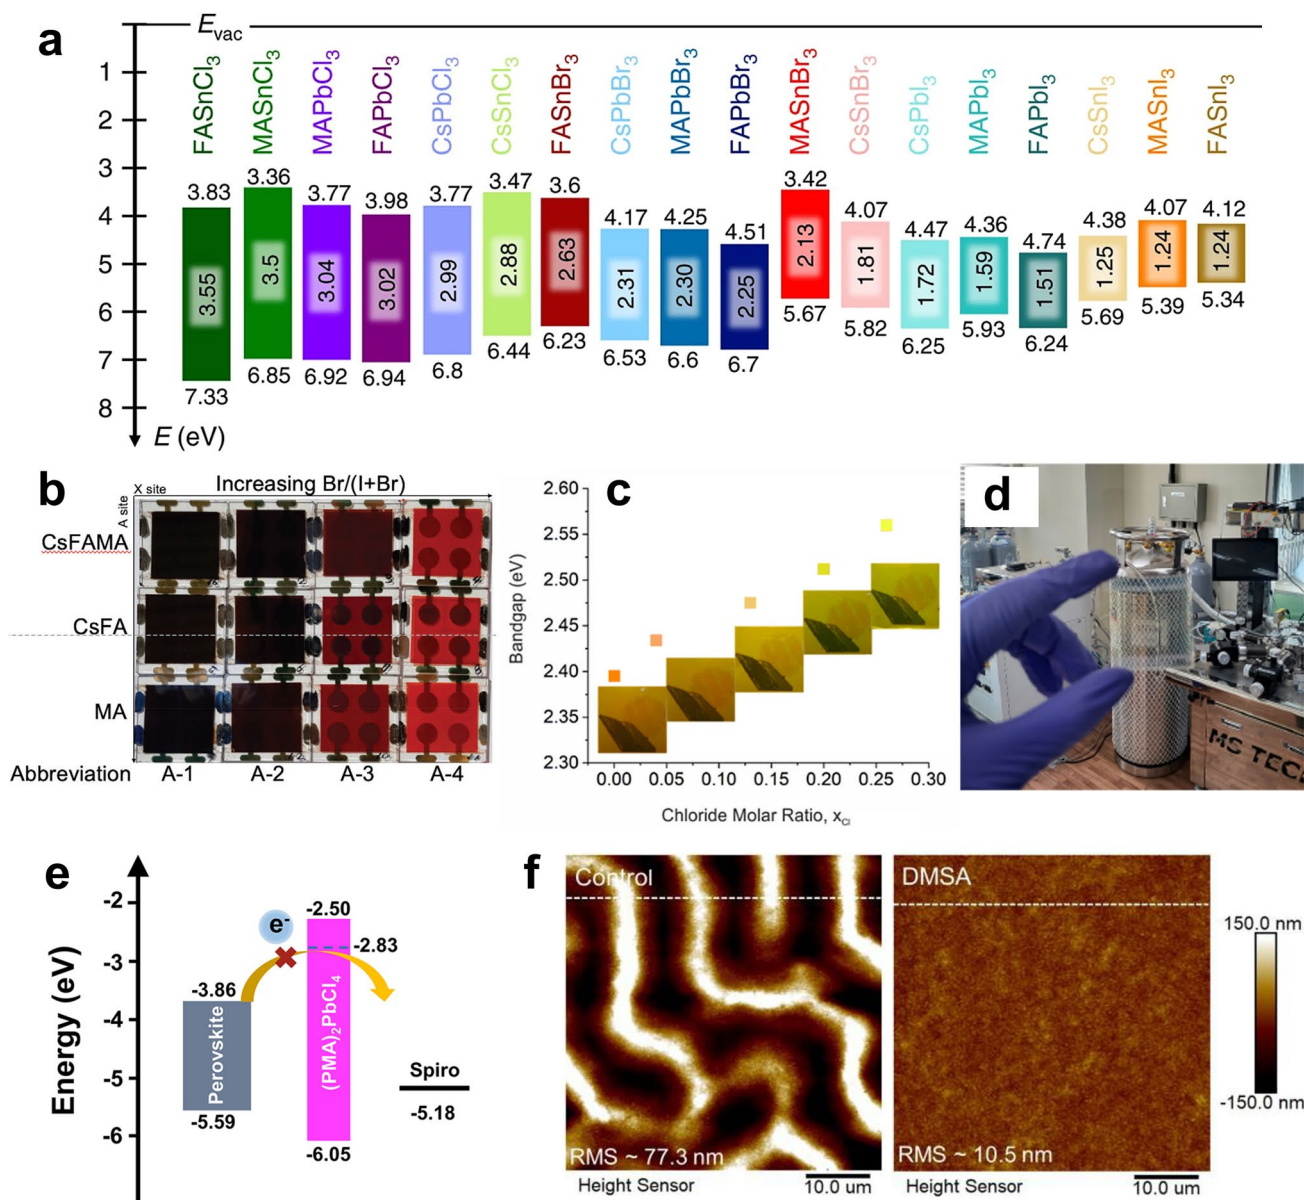 a
E_vac
FASnCl₃ MASnCl₃ MAPbCl₃ FAPbCl₃ CsPbCl₃ CsSnCl₃ FASnBr₃ CsPbBr₃ MAPbBr₃ FAPbBr₃ MASnBr₃ CsSnBr₃ CsPbI₃ MAPbI₃ FAPbI₃ CsSnI₃ MASnI₃ FASnI₃
1
2
3
4
5
6
7
8
3.83 3.36 3.77 3.98 3.77 3.47 3.6 4.17 4.25 4.51 3.42 4.07 4.47 4.36 4.74 4.38 4.07 4.12
3.55 3.5 3.04 3.02 2.99 2.88 2.63 2.31 2.30 2.25 2.13 1.81 1.72 1.59 1.51 1.25 1.24 1.24
7.33 6.85 6.92 6.94 6.8 6.44 6.23 6.53 6.6 6.7 5.67 5.82 6.25 5.93 6.24 5.69 5.39 5.34
E (eV)
b
X site
A site
Increasing Br/(I+Br)
CsFAMA
CsFA
MA
Abbreviation A-1 A-2 A-3 A-4
c
Bandgap (eV)
2.60
2.55
2.50
2.45
2.40
2.35
2.30
0.00 0.05 0.10 0.15 0.20 0.25 0.30
Chloride Molar Ratio, x_Cl
d
MS TEC
e
Energy (eV)
-2
-3
-4
-5
-6
e⁻
-2.50
-2.83
-3.86
Perovskite
-5.59
(PMA)₂PbCl₄
-6.05
Spiro
-5.18
f
Control
RMS ~ 77.3 nm
Height Sensor
10.0 um
DMSA
RMS ~ 10.5 nm
Height Sensor
10.0 um
150.0 nm
-150.0 nm